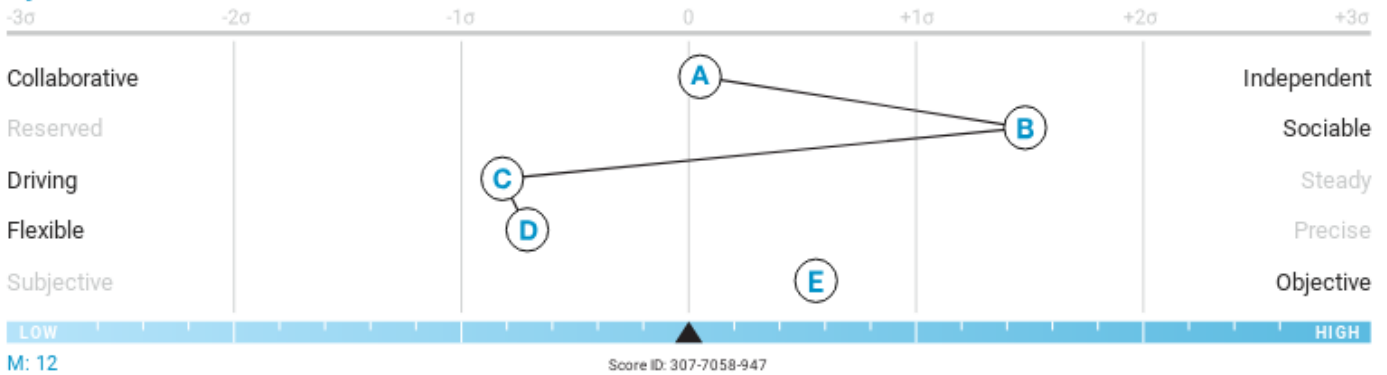 -3σ -2σ -1σ 0 +1σ +2σ +3σ
Collaborative A Independent
Reserved B Sociable
Driving C Steady
Flexible D Precise
Subjective E Objective
LOW HIGH
M: 12 Score ID: 307-7058-947